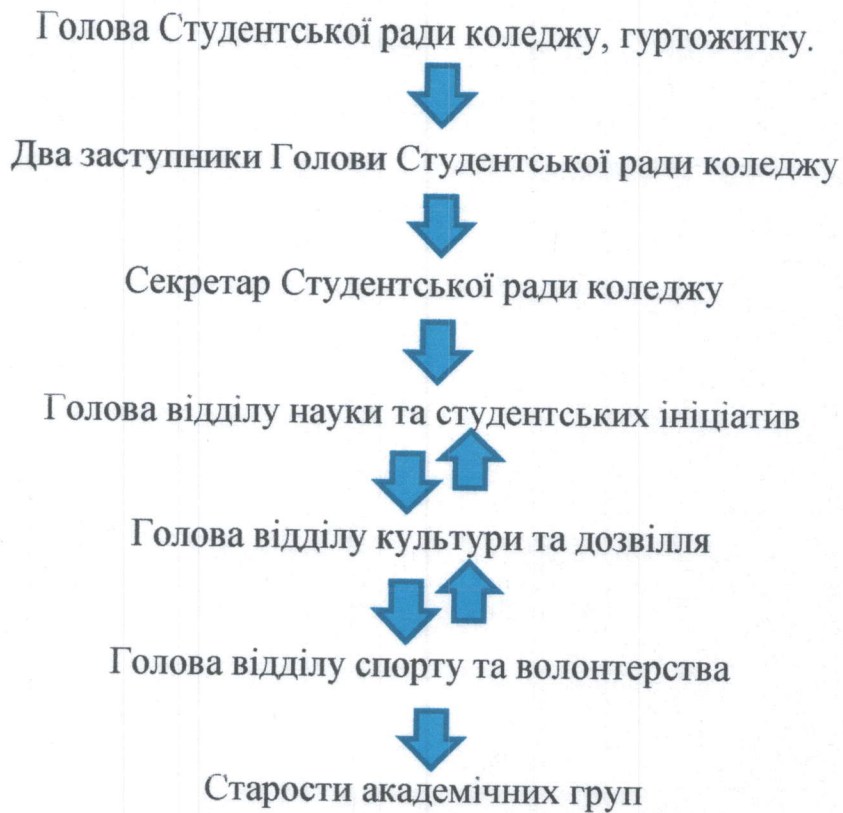 Голова Студентської ради коледжу, гуртожитку.
Два заступники Голови Студентської ради коледжу
Секретар Студентської ради коледжу
Голова відділу науки та студентських ініціатив
Голова відділу культури та дозвілля
Голова відділу спорту та волонтерства
Старости академічних груп